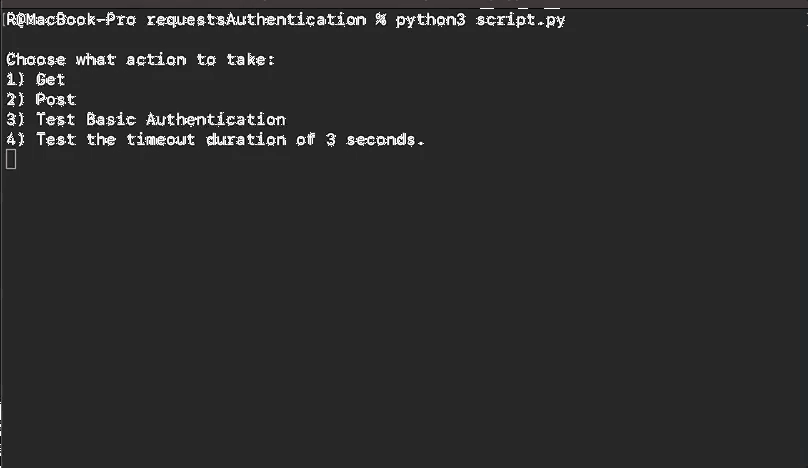 R@MacBook-Pro requestsAuthentication % python3 script.py
Choose what action to take:
1) Get
2) Post
3) Test Basic Authentication
4) Test the timeout duration of 3 seconds.